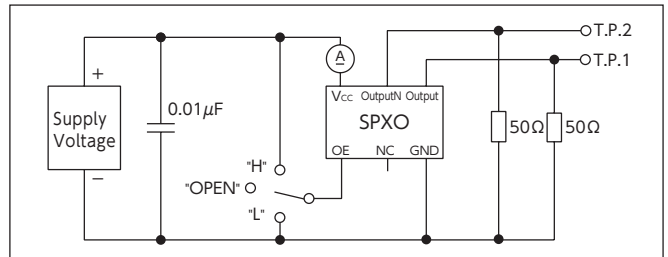 T.P.2
T.P.1
A
+
Supply
Voltage
−
0.01μF
Vcc OutputN Output
SPXO
OE NC GND
50Ω 50Ω
"H"
"OPEN"
"L"